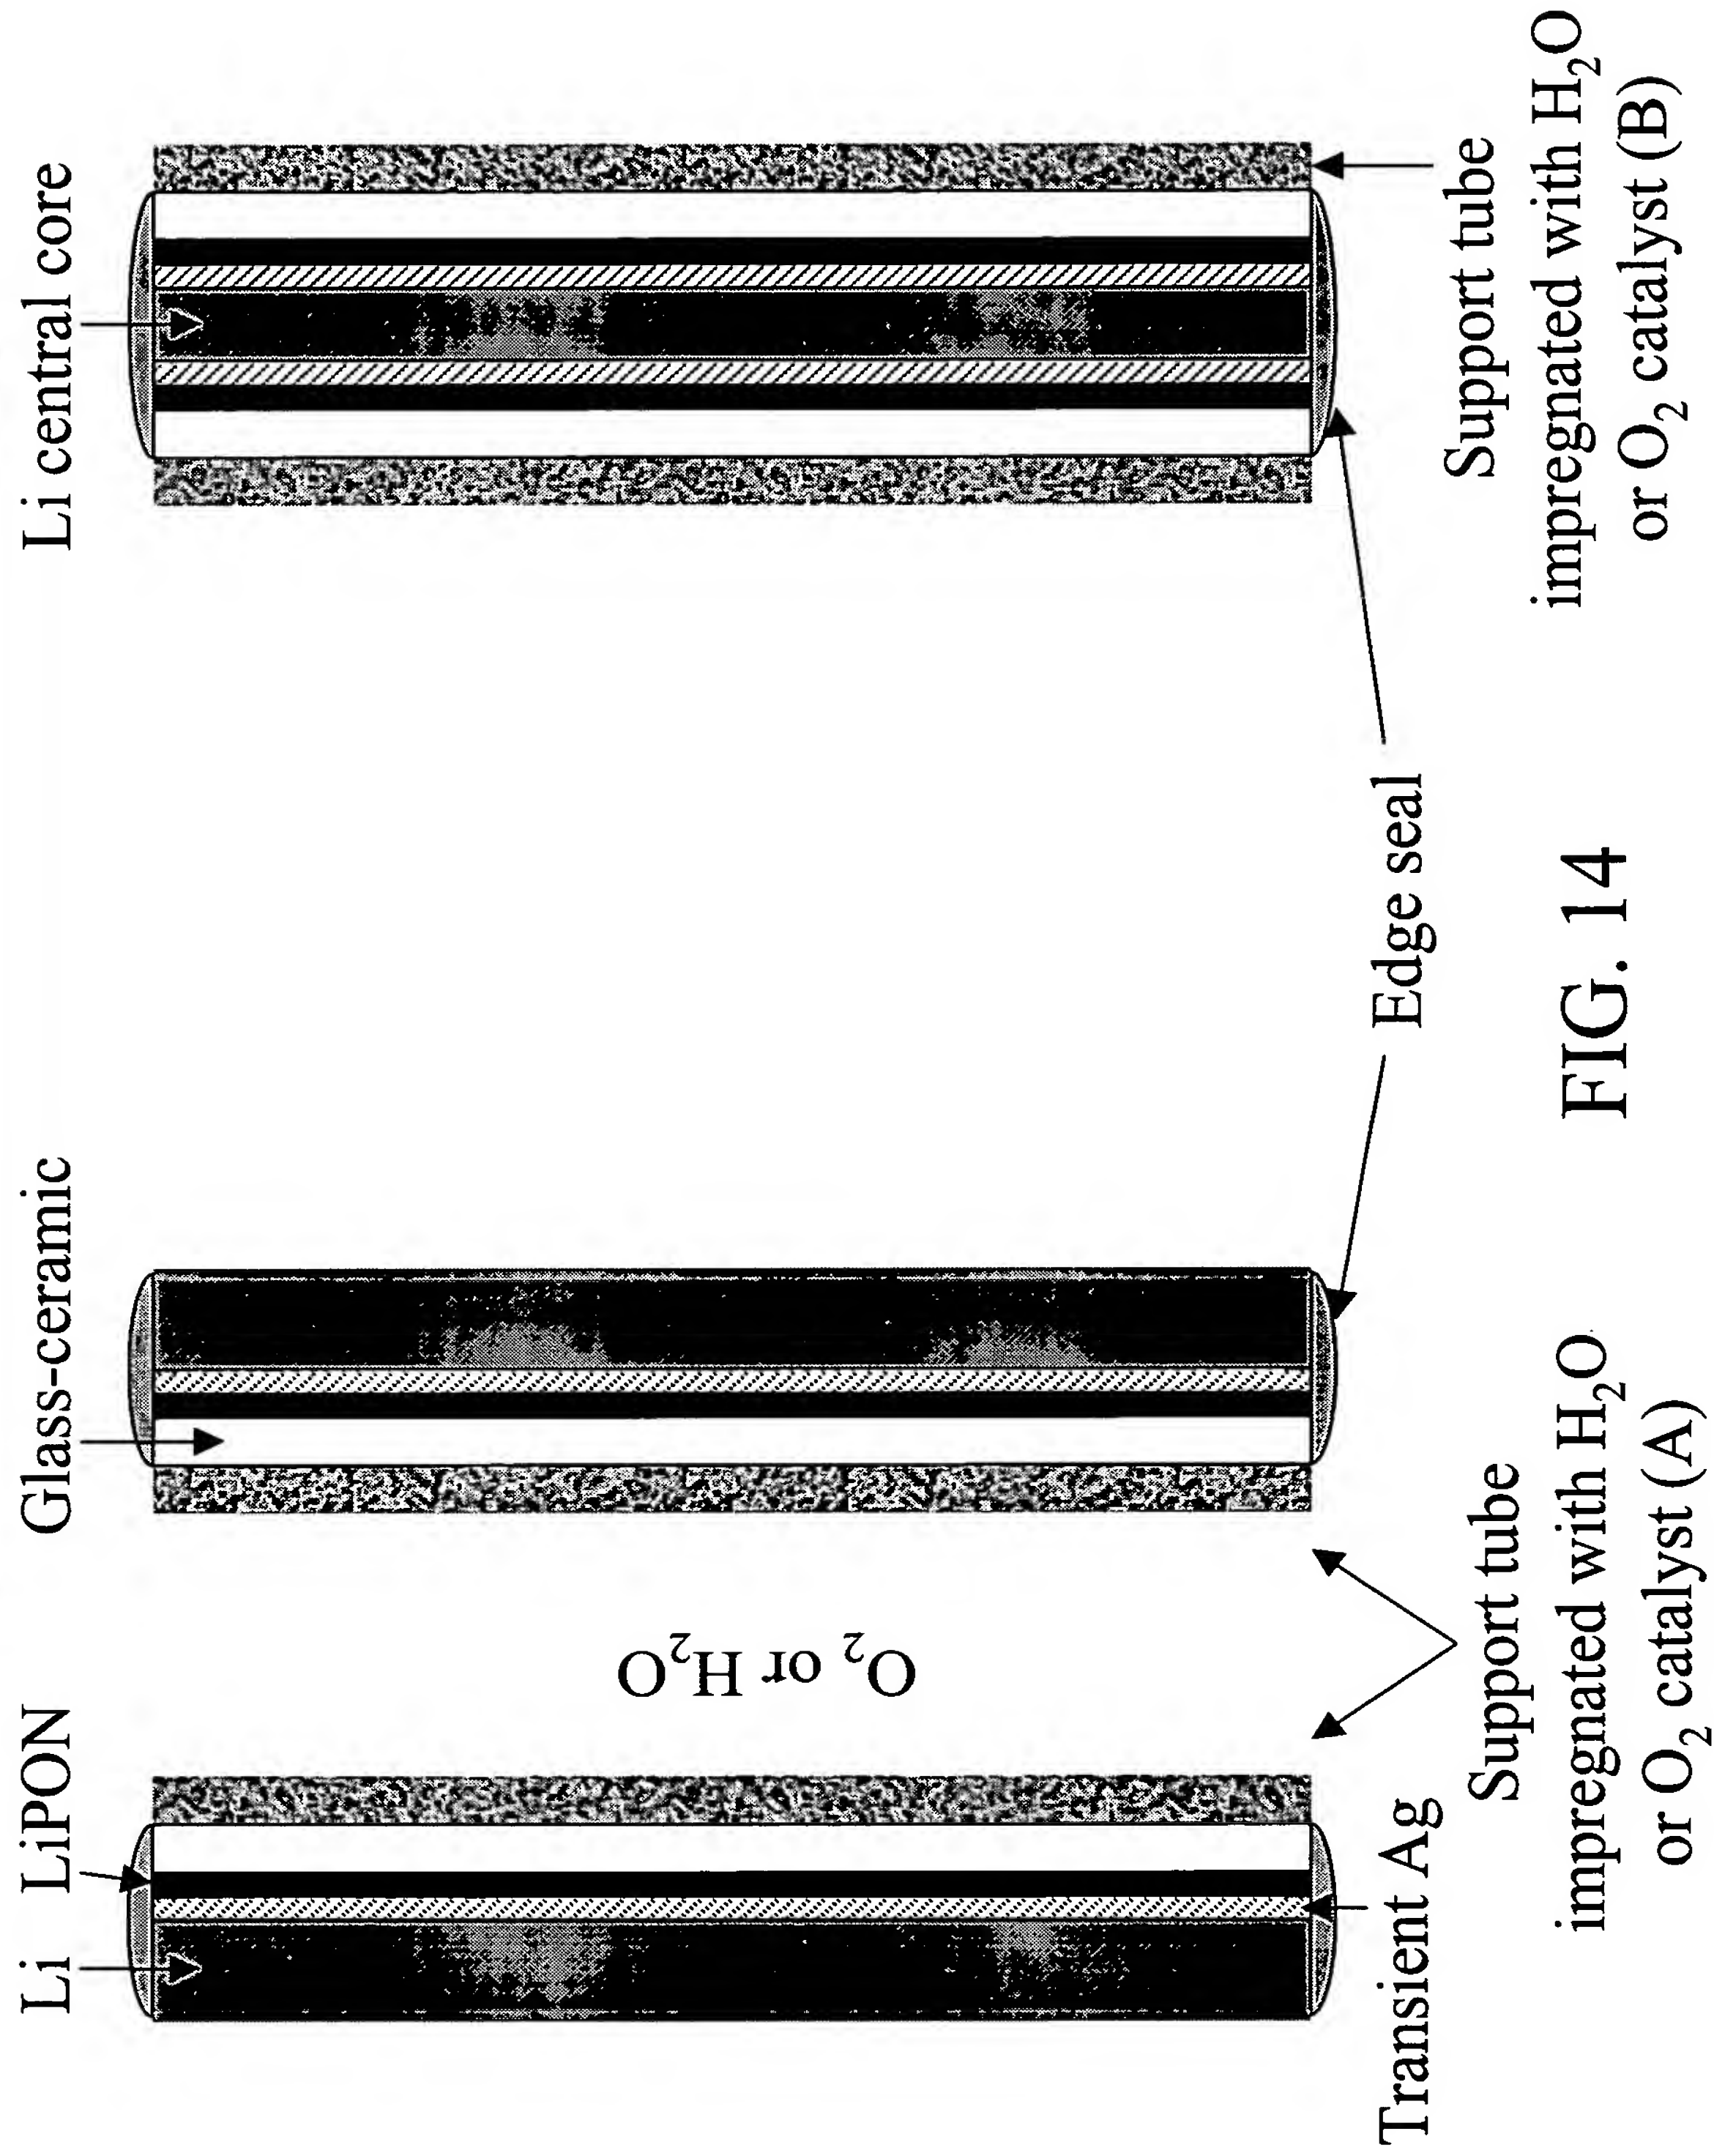 Li
LiPON
Glass-ceramic
Li central core
O₂ or H₂O
Transient Ag
Edge seal
Support tube
impregnated with H₂O
or O₂ catalyst (A)
Support tube
impregnated with H₂O
or O₂ catalyst (B)
FIG. 14